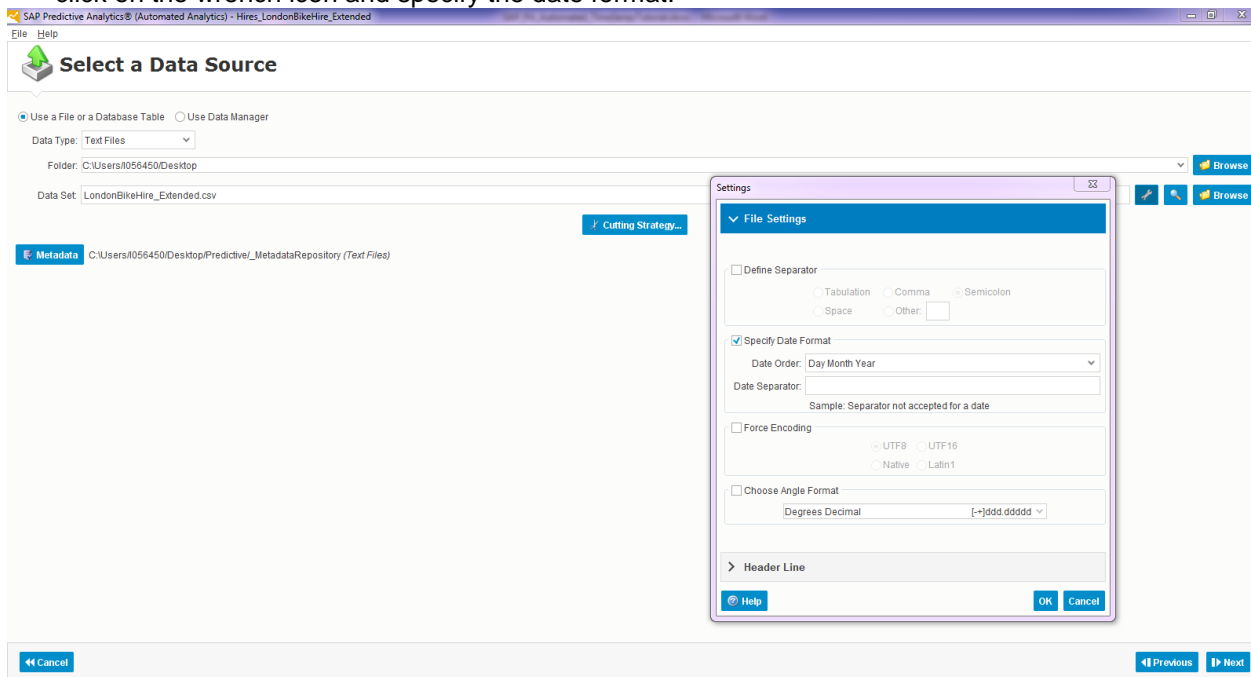 click on the wrench icon and specify the date format.
SAP Predictive Analytics® (Automated Analytics) - Hires_LondonBikeHire_Extended
File Help
Select a Data Source
Use a File or a Database Table Use Data Manager
Data Type: Text Files
Folder: C:\Users/I056450/Desktop Browse
Data Set: LondonBikeHire_Extended.csv Browse
Cutting Strategy...
Metadata C:\Users/I056450/Desktop/Predictive/_MetadataRepository (Text Files)
Settings
File Settings
Define Separator
Tabulation Comma Semicolon
Space Other:
Specify Date Format
Date Order: Day Month Year
Date Separator:
Sample: Separator not accepted for a date
Force Encoding
UTF8 UTF16
Native Latin1
Choose Angle Format
Degrees Decimal [-+]ddd.ddddd
Header Line
Help OK Cancel
Cancel Previous Next